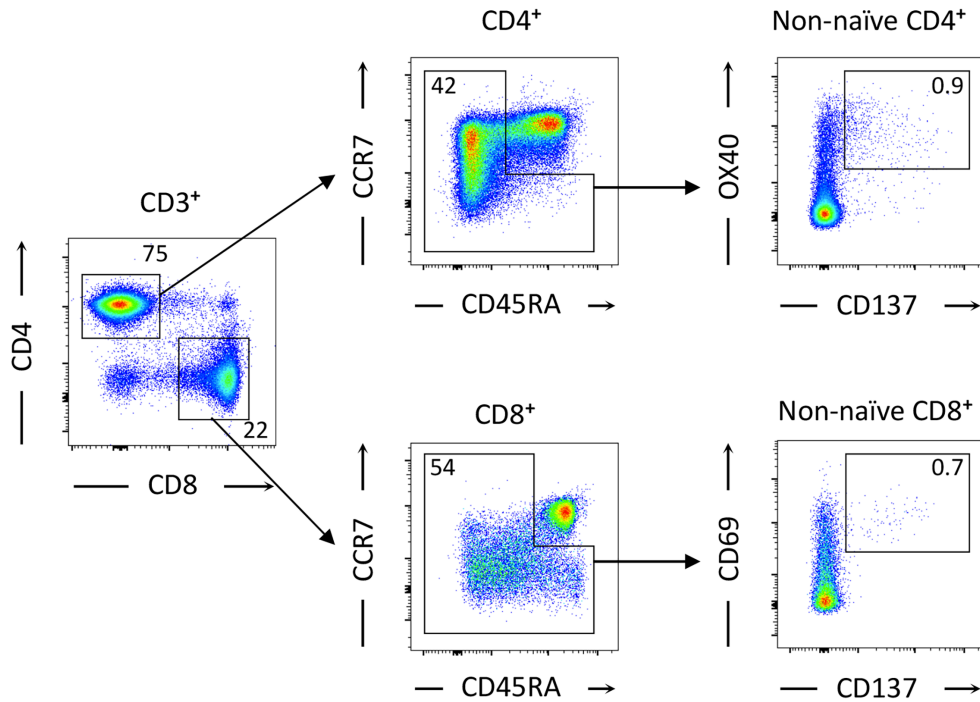 CD3⁺
75
22
CD4
CD8
CD4⁺
42
CCR7
CD45RA
Non-naïve CD4⁺
0.9
OX40
CD137
CD8⁺
54
CCR7
CD45RA
Non-naïve CD8⁺
0.7
CD69
CD137